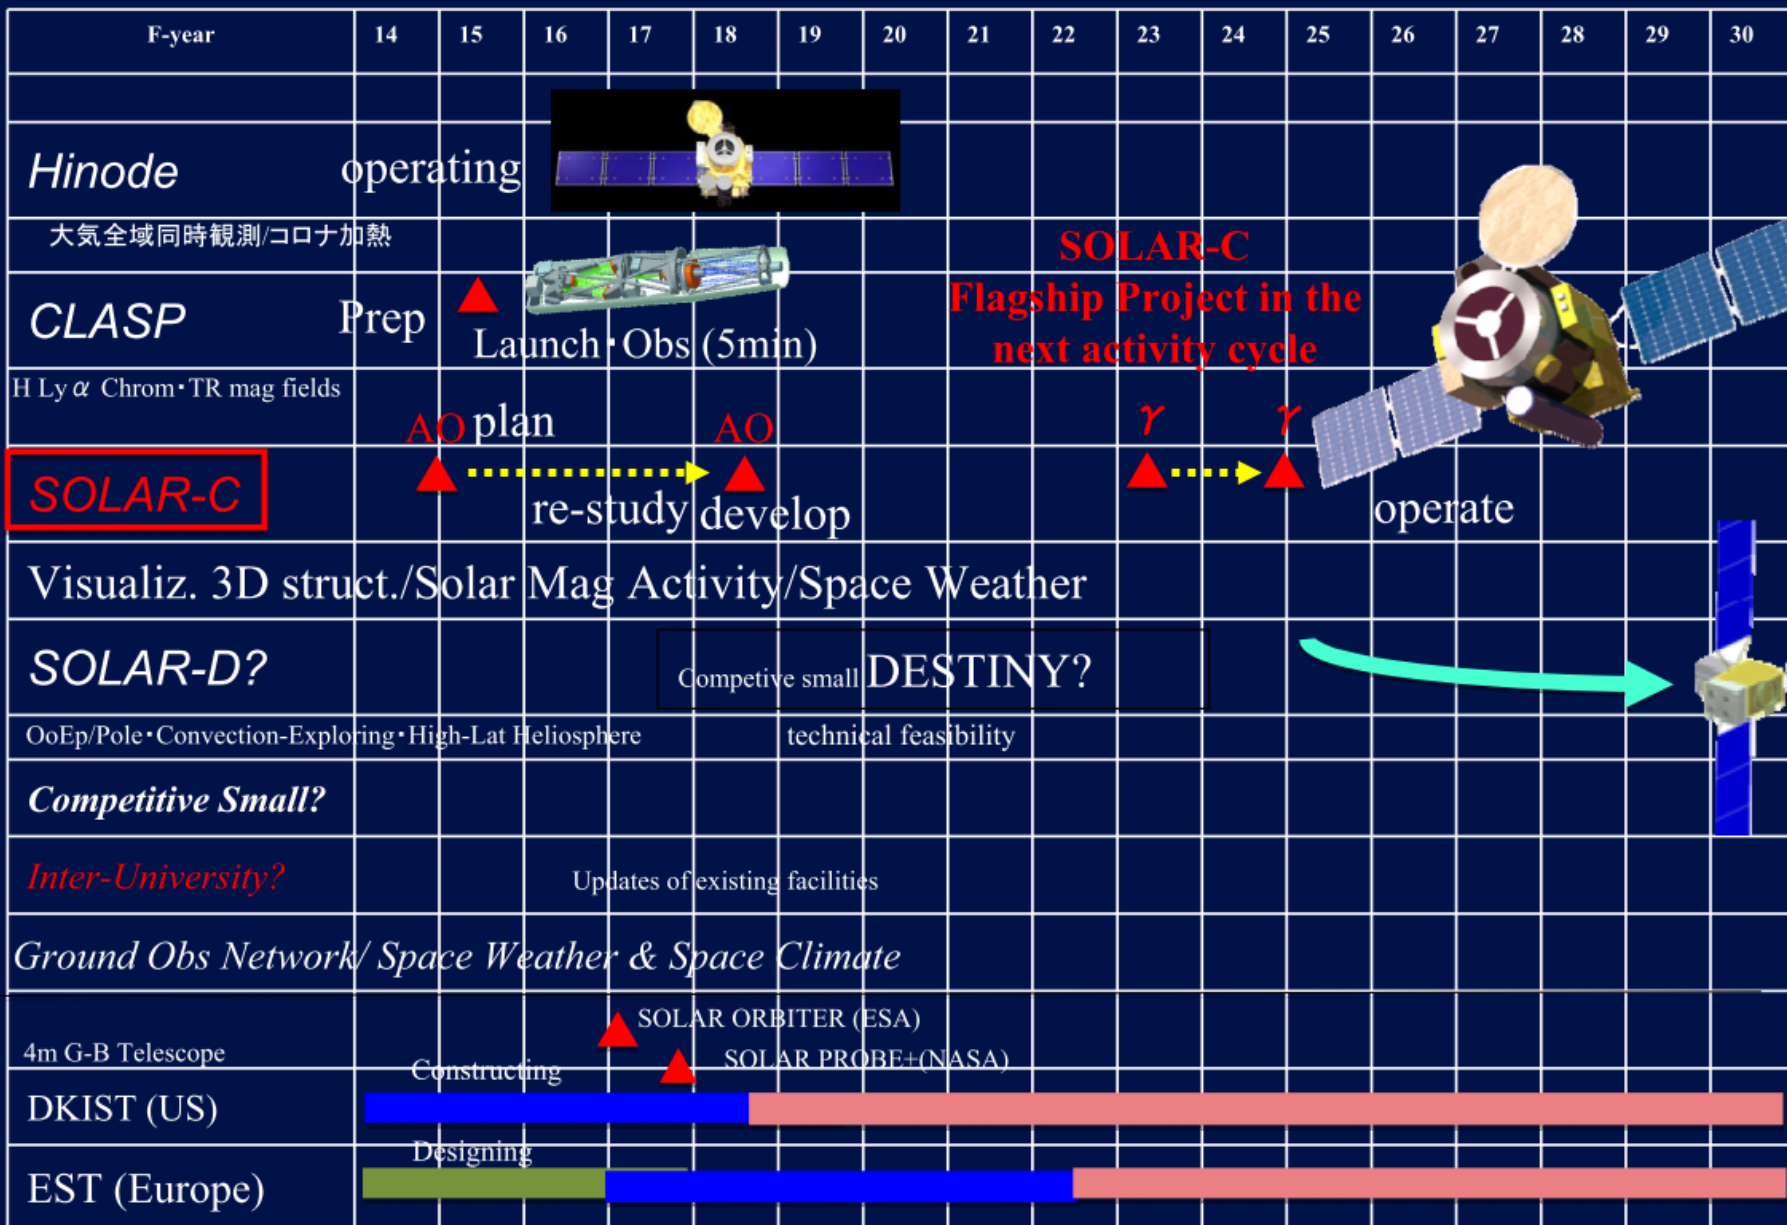 F-year 14 15 16 17 18 19 20 21 22 23 24 25 26 27 28 29 30
Hinode operating
大気全域同時観測/コロナ加熱
SOLAR-C
Flagship Project in the
next activity cycle
CLASP Prep
Launch・Obs (5min)
H Ly α Chrom・TR mag fields
AO plan AO γ γ
SOLAR-C
re-study develop operate
Visualiz. 3D struct./Solar Mag Activity/Space Weather
SOLAR-D? Competive small DESTINY?
OoEp/Pole・Convection-Exploring・High-Lat Heliosphere technical feasibility
Competitive Small?
Inter-University? Updates of existing facilities
Ground Obs Network/ Space Weather & Space Climate
SOLAR ORBITER (ESA)
4m G-B Telescope SOLAR PROBE+(NASA)
Constructing
DKIST (US)
Designing
EST (Europe)